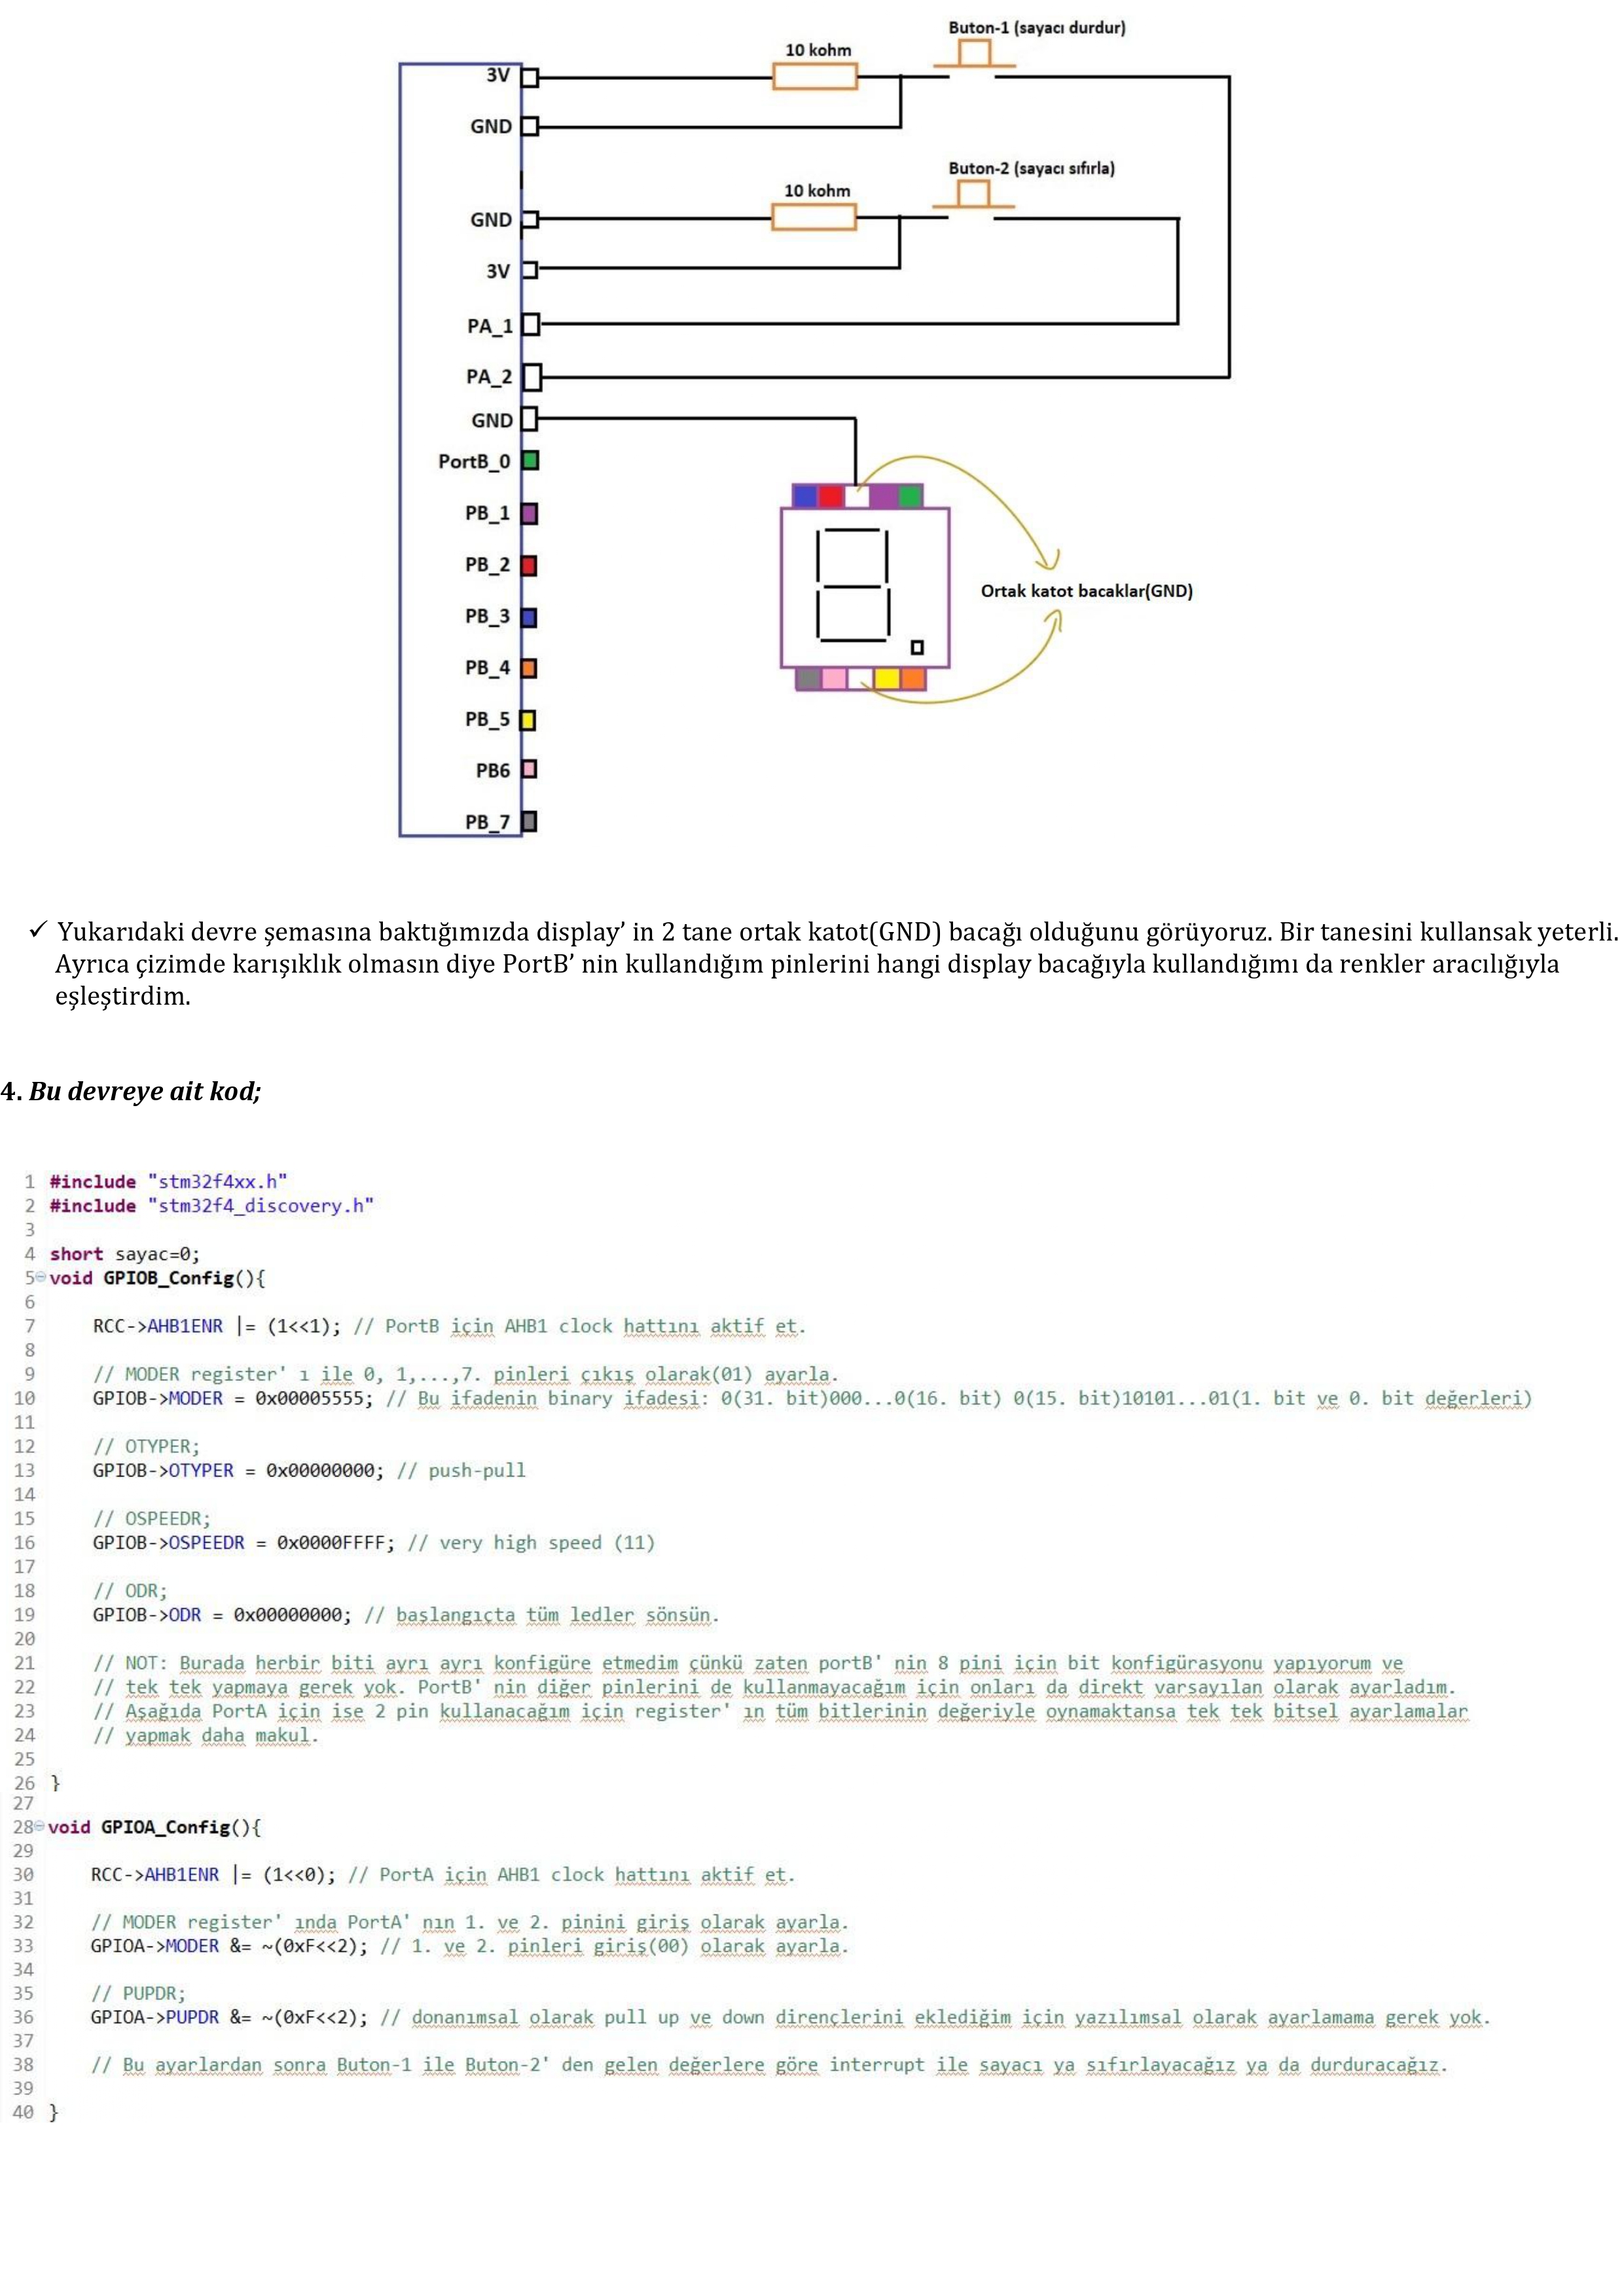 Buton-1 (sayacı durdur)
10 kohm
3V
GND
Buton-2 (sayacı sıfırla)
10 kohm
GND
3V
PA_1
PA_2
GND
PortB_0
PB_1
PB_2
PB_3
PB_4
PB_5
PB6
PB_7
Ortak katot bacaklar(GND)
✓ Yukarıdaki devre şemasına baktığımızda display’ in 2 tane ortak katot(GND) bacağı olduğunu görüyoruz. Bir tanesini kullansak yeterli.
Ayrıca çizimde karışıklık olmasın diye PortB’ nin kullandığım pinlerini hangi display bacağıyla kullandığımı da renkler aracılığıyla
eşleştirdim.
4. Bu devreye ait kod;
1 #include "stm32f4xx.h"
2 #include "stm32f4_discovery.h"
3
4 short sayac=0;
5 void GPIOB_Config(){
6
7 RCC->AHB1ENR |= (1<<1); // PortB için AHB1 clock hattını aktif et.
8
9 // MODER register' ı ile 0, 1,...,7. pinleri çıkış olarak(01) ayarla.
10 GPIOB->MODER = 0x00005555; // Bu ifadenin binary ifadesi: 0(31. bit)000...0(16. bit) 0(15. bit)10101...01(1. bit ve 0. bit değerleri)
11
12 // OTYPER;
13 GPIOB->OTYPER = 0x00000000; // push-pull
14
15 // OSPEEDR;
16 GPIOB->OSPEEDR = 0x0000FFFF; // very high speed (11)
17
18 // ODR;
19 GPIOB->ODR = 0x00000000; // başlangıçta tüm ledler sönsün.
20
21 // NOT: Burada herbir biti ayrı ayrı konfigüre etmedim çünkü zaten portB' nin 8 pini için bit konfigürasyonu yapıyorum ve
22 // tek tek yapmaya gerek yok. PortB' nin diğer pinlerini de kullanmayacağım için onları da direkt varsayılan olarak ayarladım.
23 // Aşağıda PortA için ise 2 pin kullanacağım için register' ın tüm bitlerinin değeriyle oynamaktansa tek tek bitsel ayarlamalar
24 // yapmak daha makul.
25
26 }
27
28 void GPIOA_Config(){
29
30 RCC->AHB1ENR |= (1<<0); // PortA için AHB1 clock hattını aktif et.
31
32 // MODER register' ında PortA' nın 1. ve 2. pinini giriş olarak ayarla.
33 GPIOA->MODER &= ~(0xF<<2); // 1. ve 2. pinleri giriş(00) olarak ayarla.
34
35 // PUPDR;
36 GPIOA->PUPDR &= ~(0xF<<2); // donanımsal olarak pull up ve down dirençlerini eklediğim için yazılımsal olarak ayarlamama gerek yok.
37
38 // Bu ayarlardan sonra Buton-1 ile Buton-2' den gelen değerlere göre interrupt ile sayacı ya sıfırlayacağız ya da durduracağız.
39
40 }